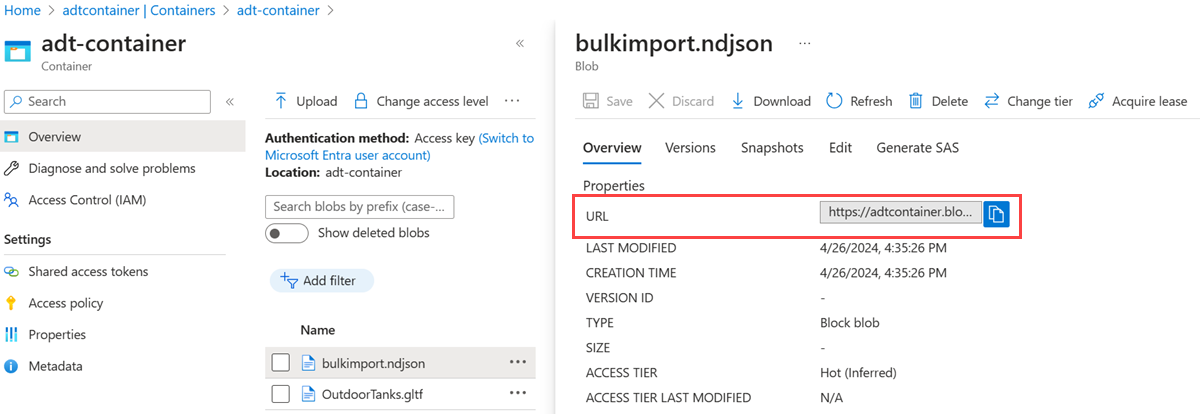 Home > adtcontainer | Containers > adt-container >
adt-container
Container
«
Search
«
Overview
Diagnose and solve problems
Access Control (IAM)
Settings
Shared access tokens
Access policy
Properties
Metadata
Upload Change access level ...
Authentication method: Access key (Switch to
Microsoft Entra user account)
Location: adt-container
Search blobs by prefix (case-...
Show deleted blobs
Add filter
Name
bulkimport.ndjson ...
OutdoorTanks.gltf ...
bulkimport.ndjson ...
Blob
Save Discard Download Refresh Delete Change tier Acquire lease
Overview Versions Snapshots Edit Generate SAS
Properties
URL https://adtcontainer.blo...
LAST MODIFIED 4/26/2024, 4:35:26 PM
CREATION TIME 4/26/2024, 4:35:26 PM
VERSION ID -
TYPE Block blob
SIZE -
ACCESS TIER Hot (Inferred)
ACCESS TIER LAST MODIFIED N/A